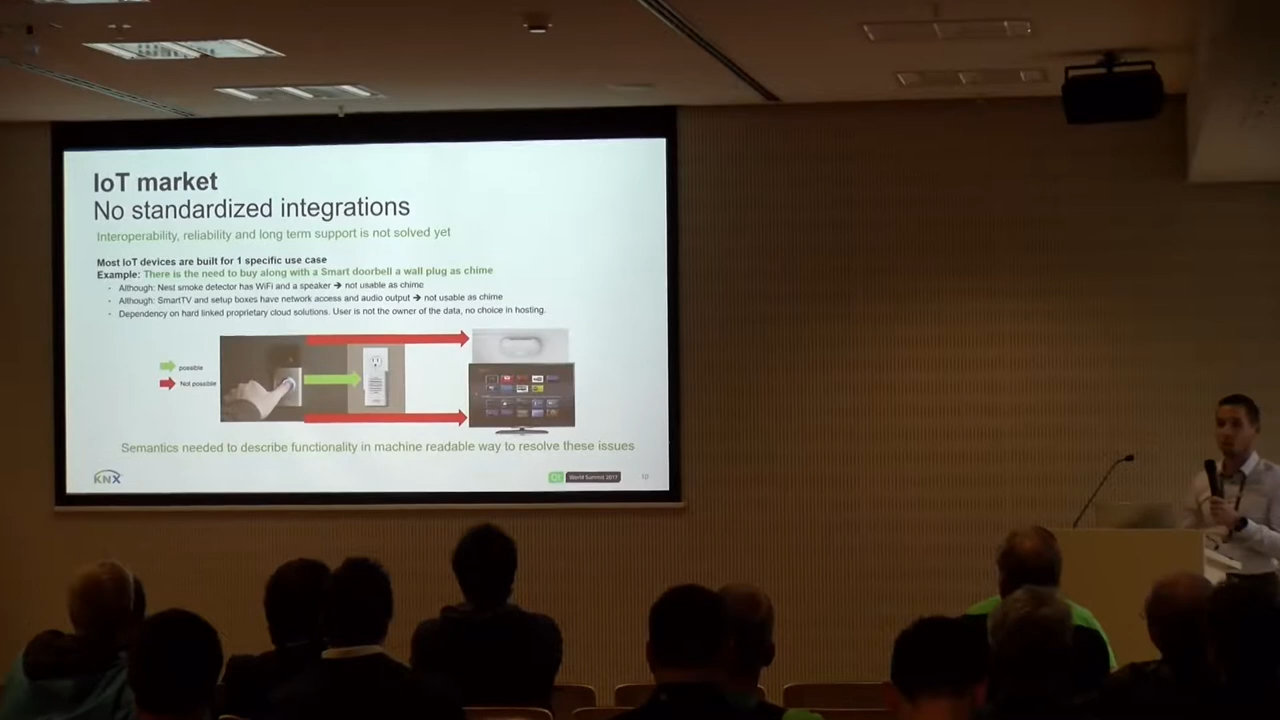 IoT market
No standardized integrations
Interoperability, reliability and long term support is not solved yet
Most IoT devices are built for 1 specific use case
Example: There is the need to buy along with a Smart doorbell a wall plug as chime
· Although: Nest smoke detector has WiFi and a speaker → not usable as chime
· Although: SmartTV and setup boxes have network access and audio output → not usable as chime
· Dependency on hard linked proprietary cloud solutions. User is not the owner of the data, no choice in hosting.
possible
Not possible
Semantics needed to describe functionality in machine readable way to resolve these issues
KNX
Qt World Summit 2017
10